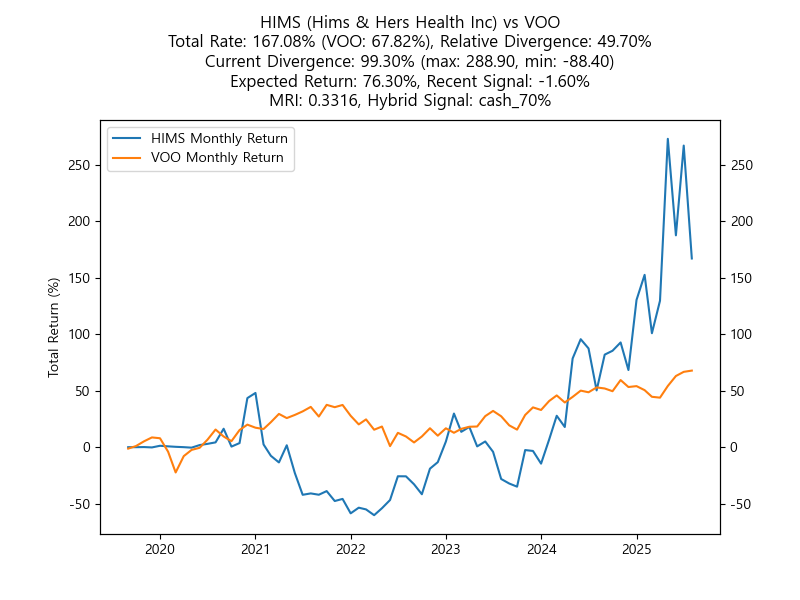 HIMS (Hims & Hers Health Inc) vs VOO
Total Rate: 167.08% (VOO: 67.82%), Relative Divergence: 49.70%
Current Divergence: 99.30% (max: 288.90, min: -88.40)
Expected Return: 76.30%, Recent Signal: -1.60%
MRI: 0.3316, Hybrid Signal: cash_70%
HIMS Monthly Return
VOO Monthly Return
Total Return (%)
250 250
200 200
150 150
100 100
50 50
0 0
-50 -50
2020 2021 2022 2023 2024 2025